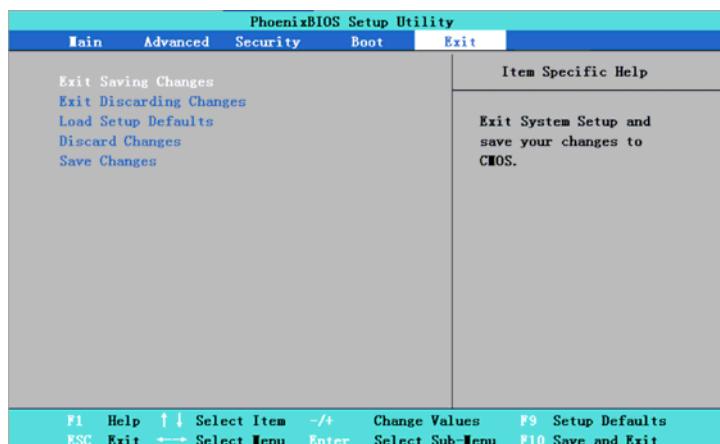 PhoenixBIOS Setup Utility
Main Advanced Security Boot Exit
Item Specific Help
Exit Saving Changes
Exit Discarding Changes
Load Setup Defaults
Discard Changes
Save Changes
Exit System Setup and
save your changes to
CMOS.
F1 Help ↑↓ Select Item -/+ Change Values F9 Setup Defaults
ESC Exit ←→ Select Menu Enter Select Sub-Menu F10 Save and Exit